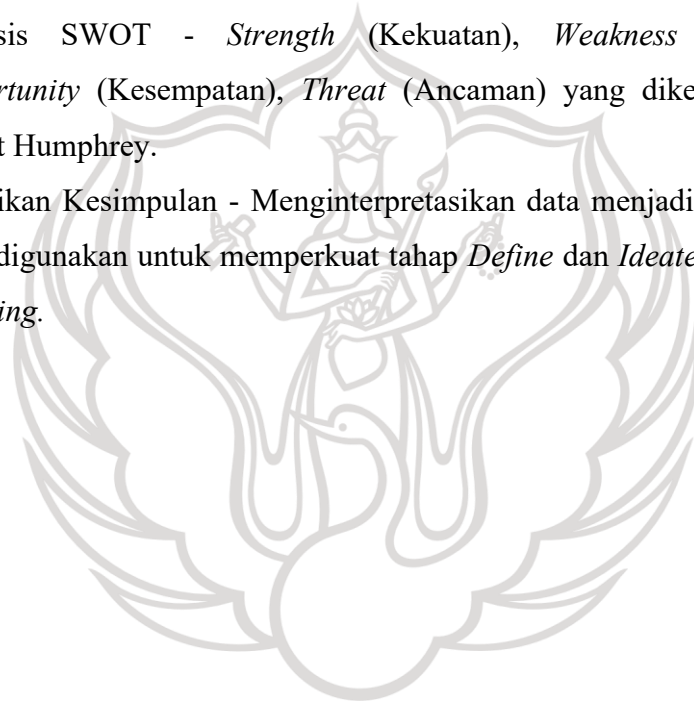 sis SWOT - Strength (Kekuatan), Weakness
rtunity (Kesempatan), Threat (Ancaman) yang dike
t Humphrey.
ikan Kesimpulan - Menginterpretasikan data menjadi
digunakan untuk memperkuat tahap Define dan Ideate
ing.